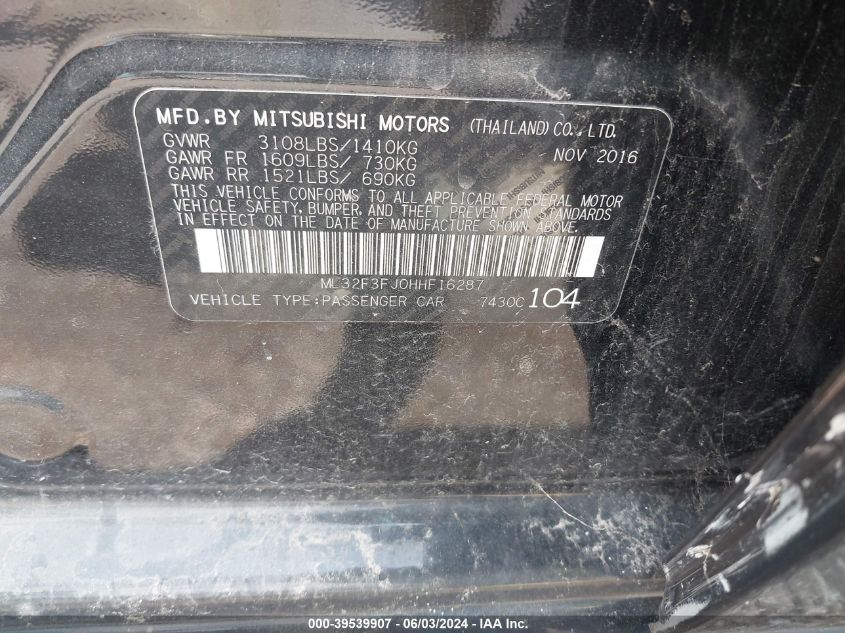 MFD.BY MITSUBISHI MOTORS (THAILAND) CO., LTD.
GVWR 3108LBS/1410KG NOV 2016
GAWR FR 1609LBS/ 730KG
GAWR RR 1521LBS/ 690KG
THIS VEHICLE CONFORMS TO ALL APPLICABLE FEDERAL MOTOR
VEHICLE SAFETY, BUMPER, AND THEFT PREVENTION STANDARDS
IN EFFECT ON THE DATE OF MANUFACTURE SHOWN ABOVE.
ML32F3FJ0HHF16287
VEHICLE TYPE:PASSENGER CAR 7430C 104
000-39539907 - 06/03/2024 - IAA Inc.